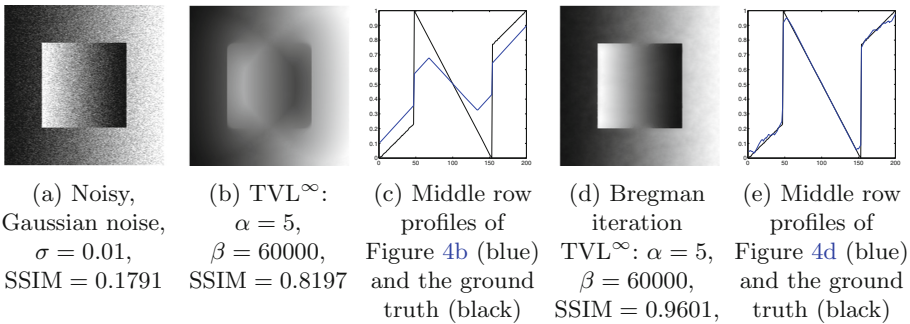 1
0.9
0.8
0.7
0.6
0.5
0.4
0.3
0.2
0.1
0
0 50 100 150 200
1
0.9
0.8
0.7
0.6
0.5
0.4
0.3
0.2
0.1
0
0 50 100 150 200
(a) Noisy,
Gaussian noise,
σ = 0.01,
SSIM = 0.1791
(b) TVL∞:
α = 5,
β = 60000,
SSIM = 0.8197
(c) Middle row
profiles of
Figure 4b (blue)
and the ground
truth (black)
(d) Bregman
iteration
TVL∞: α = 5,
β = 60000,
SSIM = 0.9601,
(e) Middle row
profiles of
Figure 4d (blue)
and the ground
truth (black)